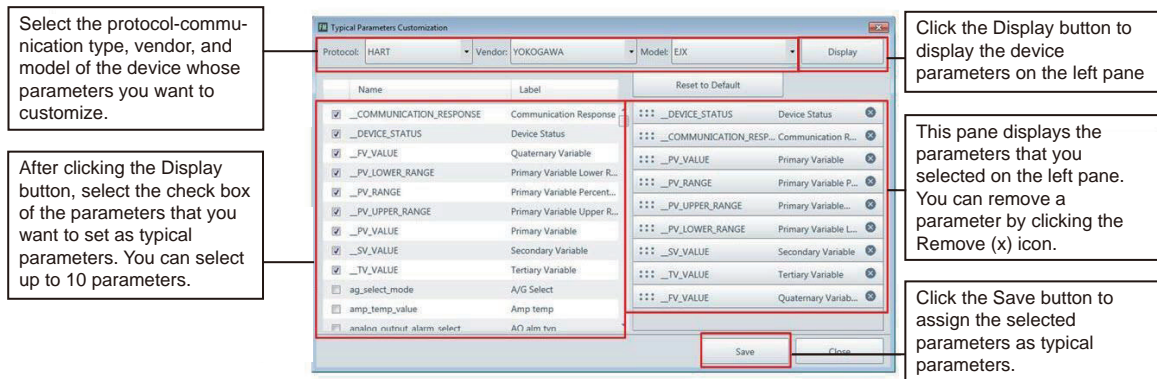 Select the protocol-commu-
nication type, vendor, and
model of the device whose
parameters you want to
customize.
After clicking the Display
button, select the check box
of the parameters that you
want to set as typical
parameters. You can select
up to 10 parameters.
Typical Parameters Customization
Protocol: HART Vendor: YOKOGAWA Model: EJX Display
Reset to Default
Name Label
__COMMUNICATION_RESPONSE Communication Response
__DEVICE_STATUS Device Status
__FV_VALUE Quaternary Variable
__PV_LOWER_RANGE Primary Variable Lower R...
__PV_RANGE Primary Variable Percent...
__PV_UPPER_RANGE Primary Variable Upper R...
__PV_VALUE Primary Variable
__SV_VALUE Secondary Variable
__TV_VALUE Tertiary Variable
ag_select_mode A/G Select
amp_temp_value Amp temp
analog_output_alarm_select AO alm typ
__DEVICE_STATUS Device Status
__COMMUNICATION_RESP... Communication R...
__PV_VALUE Primary Variable
__PV_RANGE Primary Variable P...
__PV_UPPER_RANGE Primary Variable...
__PV_LOWER_RANGE Primary Variable L...
__SV_VALUE Secondary Variable
__TV_VALUE Tertiary Variable
__FV_VALUE Quaternary Variab...
Save Close
Click the Display button to
display the device
parameters on the left pane
This pane displays the
parameters that you
selected on the left pane.
You can remove a
parameter by clicking the
Remove (x) icon.
Click the Save button to
assign the selected
parameters as typical
parameters.